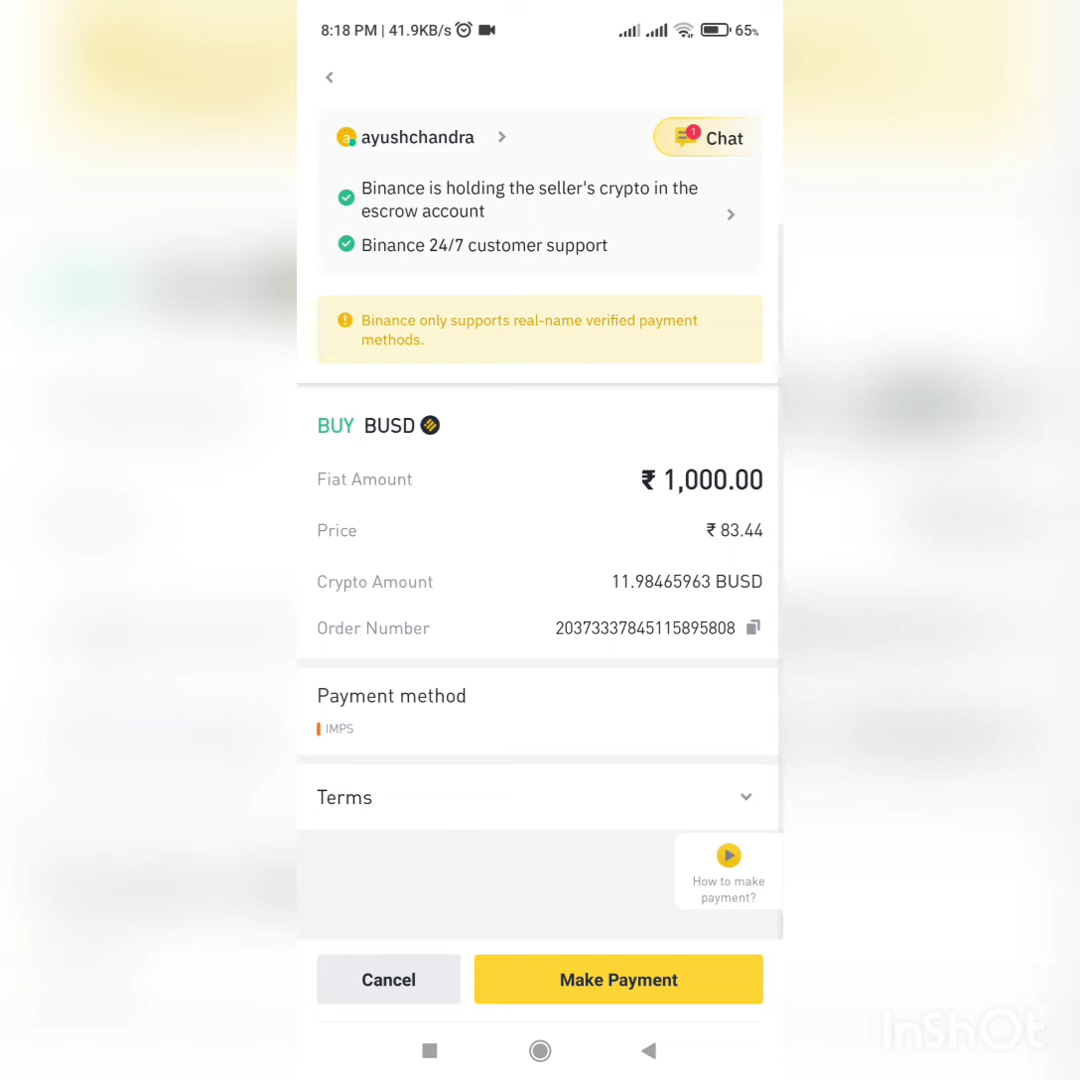 8:18 PM | 41.9KB/s 65%
a ayushchandra
1 Chat
Binance is holding the seller's crypto in the
escrow account
Binance 24/7 customer support
Binance only supports real-name verified payment
methods.
BUY BUSD
Fiat Amount ₹ 1,000.00
Price ₹ 83.44
Crypto Amount 11.98465963 BUSD
Order Number 20373337845115895808
Payment method
IMPS
Terms
How to make
payment?
Cancel Make Payment
InShOt